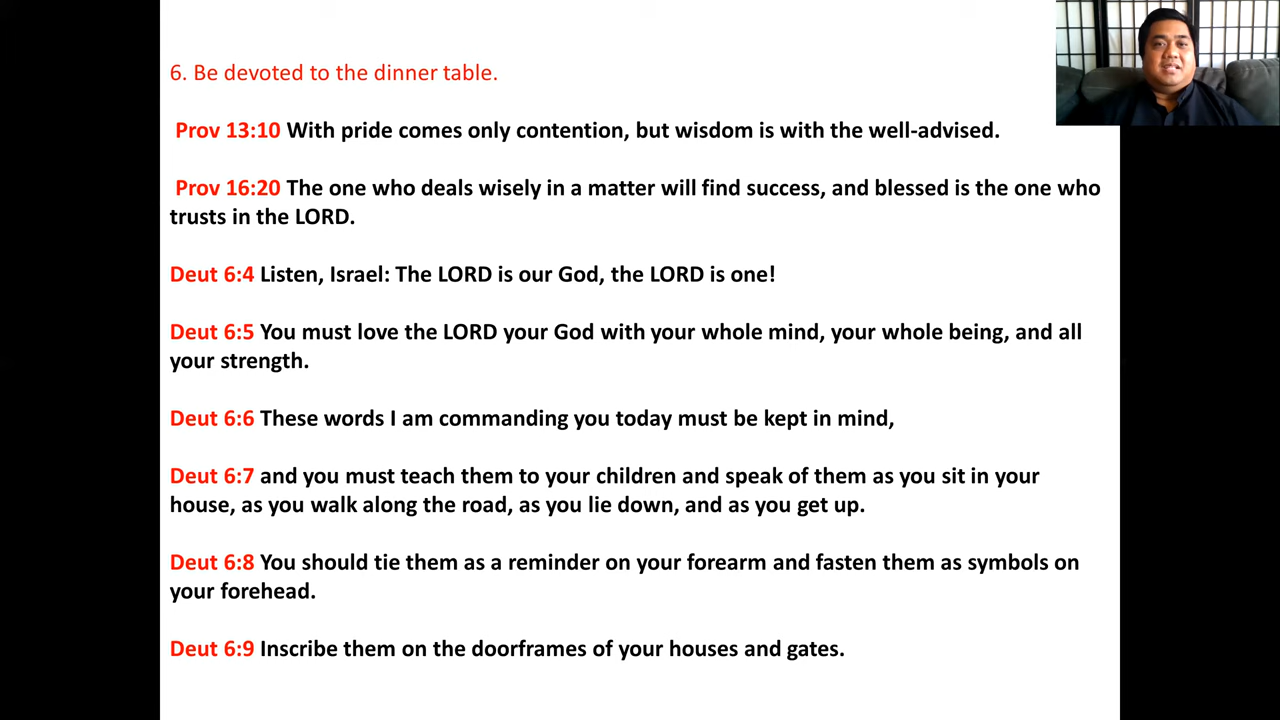 6. Be devoted to the dinner table.
Prov 13:10 With pride comes only contention, but wisdom is with the well-advised.
Prov 16:20 The one who deals wisely in a matter will find success, and blessed is the one who
trusts in the LORD.
Deut 6:4 Listen, Israel: The LORD is our God, the LORD is one!
Deut 6:5 You must love the LORD your God with your whole mind, your whole being, and all
your strength.
Deut 6:6 These words I am commanding you today must be kept in mind,
Deut 6:7 and you must teach them to your children and speak of them as you sit in your
house, as you walk along the road, as you lie down, and as you get up.
Deut 6:8 You should tie them as a reminder on your forearm and fasten them as symbols on
your forehead.
Deut 6:9 Inscribe them on the doorframes of your houses and gates.